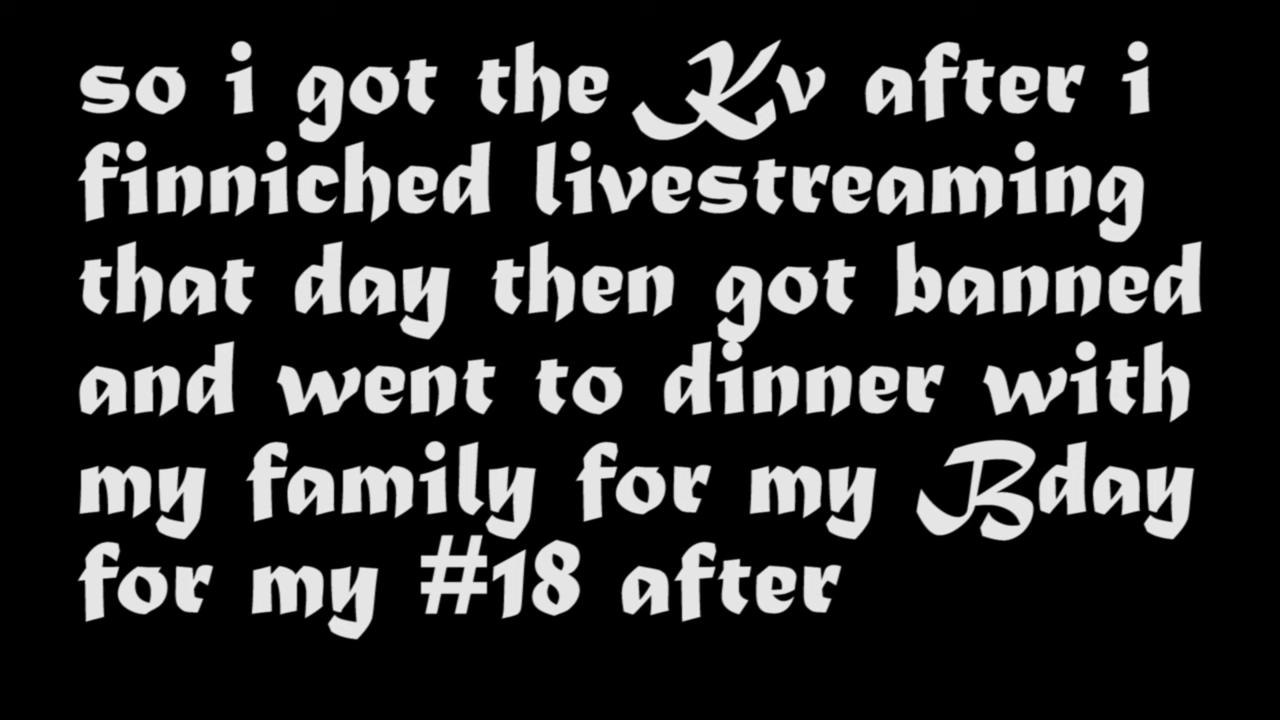 so i got the Kv after i
finniched livestreaming
that day then got banned
and went to dinner with
my family for my Bday
for my #18 after